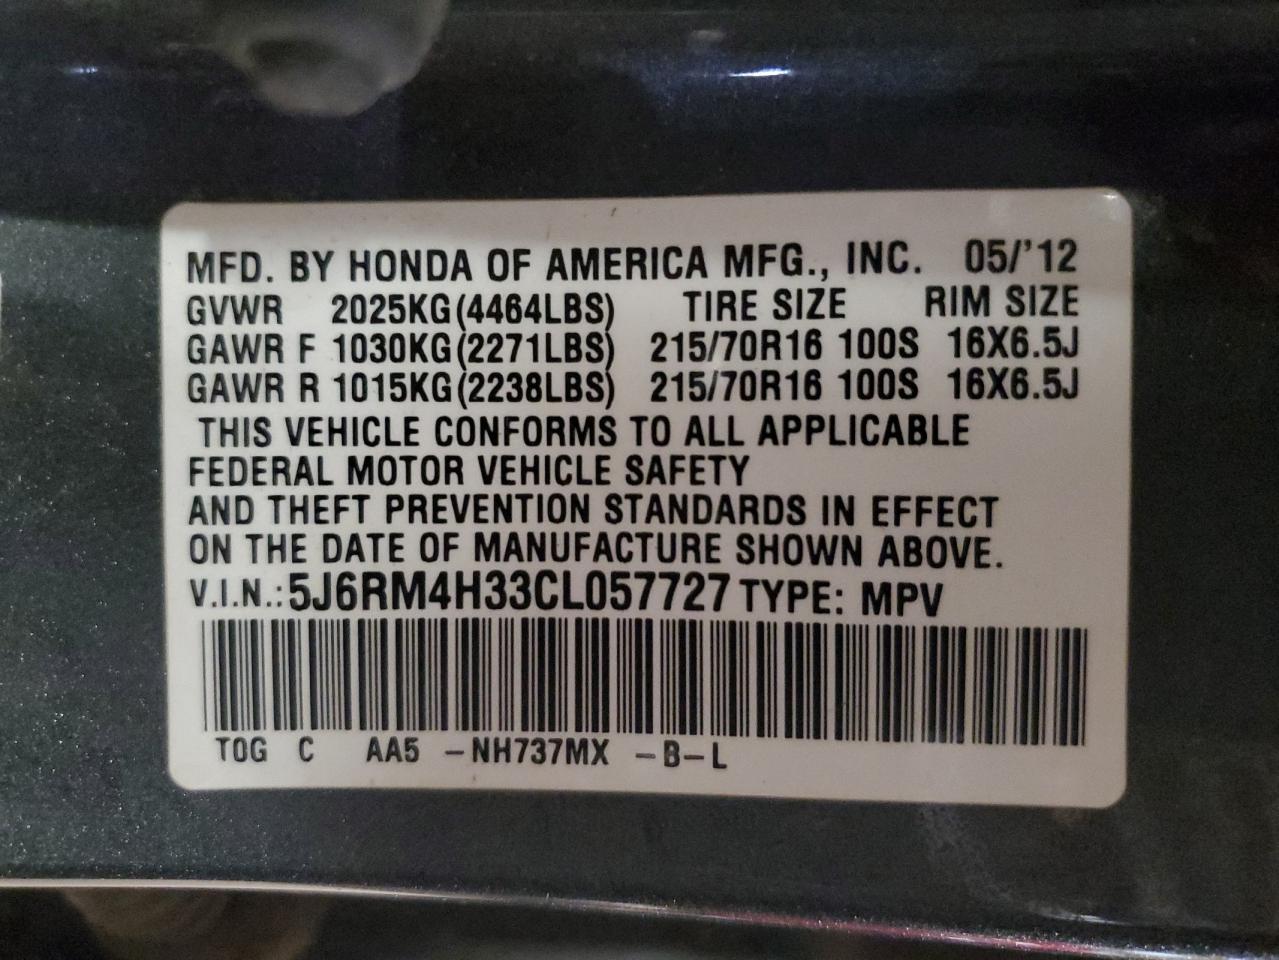 MFD. BY HONDA OF AMERICA MFG., INC. 05/'12
GVWR 2025KG(4464LBS) TIRE SIZE RIM SIZE
GAWR F 1030KG(2271LBS) 215/70R16 100S 16X6.5J
GAWR R 1015KG(2238LBS) 215/70R16 100S 16X6.5J
THIS VEHICLE CONFORMS TO ALL APPLICABLE
FEDERAL MOTOR VEHICLE SAFETY
AND THEFT PREVENTION STANDARDS IN EFFECT
ON THE DATE OF MANUFACTURE SHOWN ABOVE.
V.I.N.:5J6RM4H33CL057727 TYPE: MPV
TOG C AA5 -NH737MX -B-L